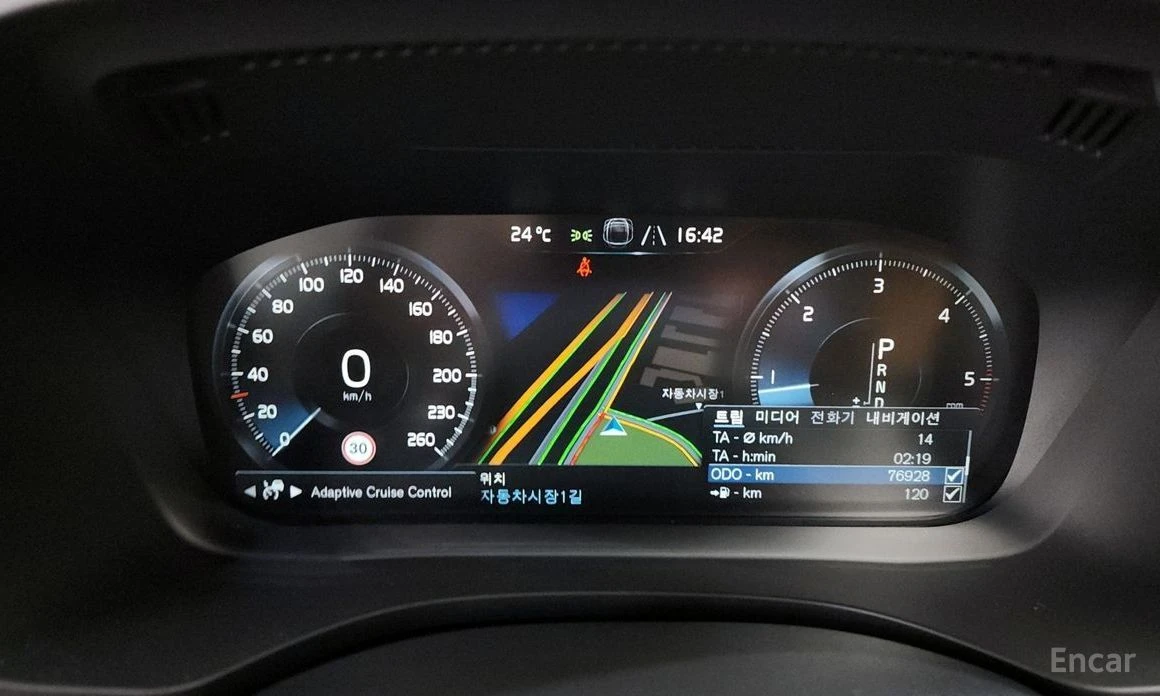 24°C 16:42
0 20 40 60 80 100 120 140 160 180 200 230 260
0
km/h
30
Adaptive Cruise Control
자동차시장1
위치
자동차시장1길
1 2 3 4 5
P
R
N
D
트립 미디어 전화기 내비게이션
TA - Ø km/h 14
TA - h:min 02:19
ODO - km 76928
- km 120
Encar